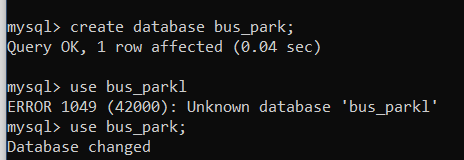 mysql> create database bus_park;
Query OK, 1 row affected (0.04 sec)
mysql> use bus_parkl
ERROR 1049 (42000): Unknown database 'bus_parkl'
mysql> use bus_park;
Database changed